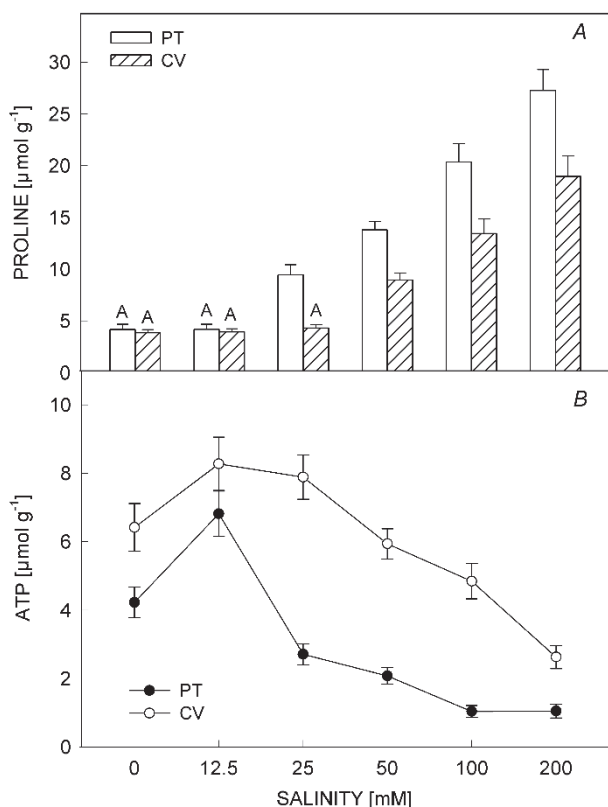 PT
CV
A
30
25
20
15
10
5
0
PROLINE [µmol g⁻¹]
A A A A A
B
10
8
6
4
2
0
ATP [µmol g⁻¹]
PT
CV
0 12.5 25 50 100 200
SALINITY [mM]